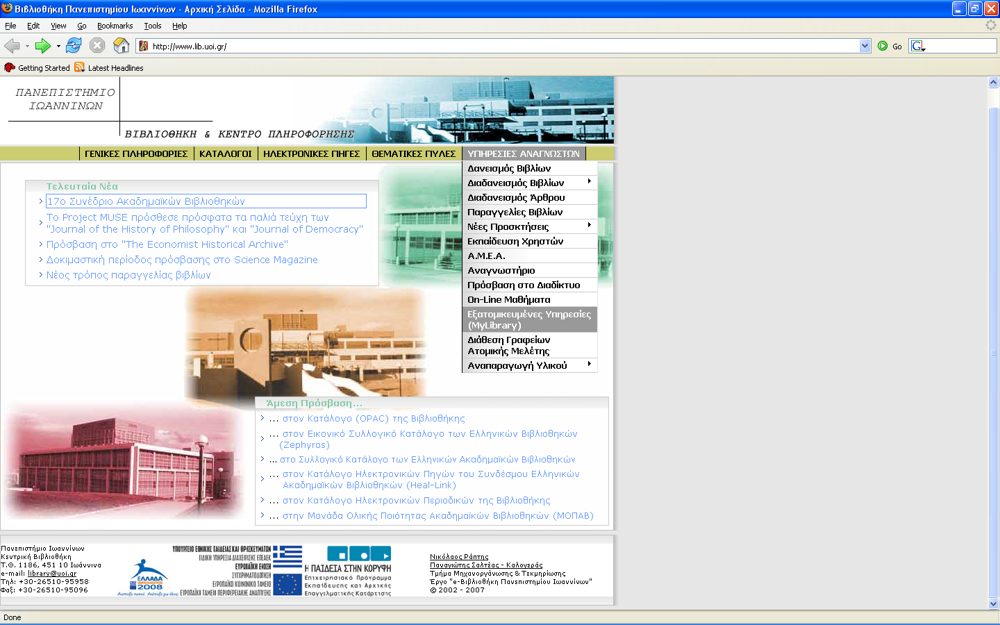 Βιβλιοθήκη Πανεπιστημίου Ιωαννίνων - Αρχική Σελίδα - Mozilla Firefox
File Edit View Go Bookmarks Tools Help
http://www.lib.uoi.gr/
Go
G
Getting Started Latest Headlines
ΠΑΝΕΠΙΣΤΗΜΙΟ
ΙΩΑΝΝΙΝΩΝ
ΒΙΒΛΙΟΘΗΚΗ & ΚΕΝΤΡΟ ΠΛΗΡΟΦΟΡΗΣΗΣ
ΓΕΝΙΚΕΣ ΠΛΗΡΟΦΟΡΙΕΣ ΚΑΤΑΛΟΓΟΙ ΗΛΕΚΤΡΟΝΙΚΕΣ ΠΗΓΕΣ ΘΕΜΑΤΙΚΕΣ ΠΥΛΕΣ ΥΠΗΡΕΣΙΕΣ ΑΝΑΓΝΩΣΤΩΝ
Δανεισμός Βιβλίων
Διαδανεισμός Βιβλίων
Διαδανεισμός Άρθρου
Παραγγελίες Βιβλίων
Νέες Προσκτήσεις
Εκπαίδευση Χρηστών
Α.Μ.Ε.Α.
Αναγνωστήριο
Πρόσβαση στο Διαδίκτυο
On-Line Μαθήματα
Εξατομικευμένες Υπηρεσίες
(MyLibrary)
Διάθεση Γραφείων
Ατομικής Μελέτης
Αναπαραγωγή Υλικού
Τελευταία Νέα
17ο Συνέδριο Ακαδημαϊκών Βιβλιοθηκών
Το Project MUSE πρόσθεσε πρόσφατα τα παλιά τεύχη των
"Journal of the History of Philosophy" και "Journal of Democracy"
Πρόσβαση στο "The Economist Historical Archive"
Δοκιμαστική περίοδος πρόσβασης στο Science Magazine
Νέος τρόπος παραγγελίας βιβλίων
Άμεση Πρόσβαση...
... στον Κατάλογο (OPAC) της Βιβλιοθήκης
... στον Εικονικό Συλλογικό Κατάλογο των Ελληνικών Βιβλιοθηκών
(Zephyros)
... στο Συλλογικό Κατάλογο των Ελληνικών Ακαδημαϊκών Βιβλιοθηκών
... στον Κατάλογο Ηλεκτρονικών Πηγών του Συνδέσμου Ελληνικών
Ακαδημαϊκών Βιβλιοθηκών (Heal-Link)
... στον Κατάλογο Ηλεκτρονικών Περιοδικών της Βιβλιοθήκης
... στην Μονάδα Ολικής Ποιότητας Ακαδημαϊκών Βιβλιοθηκών (ΜΟΠΑΒ)
Πανεπιστήμιο Ιωαννίνων
Κεντρική Βιβλιοθήκη
Τ.Θ. 1186, 451 10 Ιωάννινα
e-mail: library@uoi.gr
Τηλ: +30-26510-95958
Φαξ: +30-26510-95096
ΕΛΛΑΔΑ
2008
ΥΠΟΥΡΓΕΙΟ ΕΘΝΙΚΗΣ ΠΑΙΔΕΙΑΣ ΚΑΙ ΘΡΗΣΚΕΥΜΑΤΩΝ
ΕΙΔΙΚΗ ΥΠΗΡΕΣΙΑ ΔΙΑΧΕΙΡΙΣΗΣ ΕΠΕΑΕΚ
ΕΥΡΩΠΑΪΚΗ ΕΝΩΣΗ
ΣΥΓΧΡΗΜΑΤΟΔΟΤΗΣΗ
ΕΥΡΩΠΑΪΚΟ ΚΟΙΝΩΝΙΚΟ ΤΑΜΕΙΟ
ΕΥΡΩΠΑΪΚΟ ΤΑΜΕΙΟ ΠΕΡΙΦΕΡΕΙΑΚΗΣ ΑΝΑΠΤΥΞΗΣ
Η ΠΑΙΔΕΙΑ ΣΤΗΝ ΚΟΡΥΦΗ
Επιχειρησιακό Πρόγραμμα
Εκπαίδευσης και Αρχικής
Επαγγελματικής Κατάρτισης
Νικόλαος Ράπτης
Παναγιώτης Σαλτέας - Καλογεράς
Τμήμα Μηχανοργάνωσης & Τεκμηρίωσης
Έργο "e-Βιβλιοθήκη Πανεπιστημίου Ιωαννίνων"
© 2002 - 2007
Done